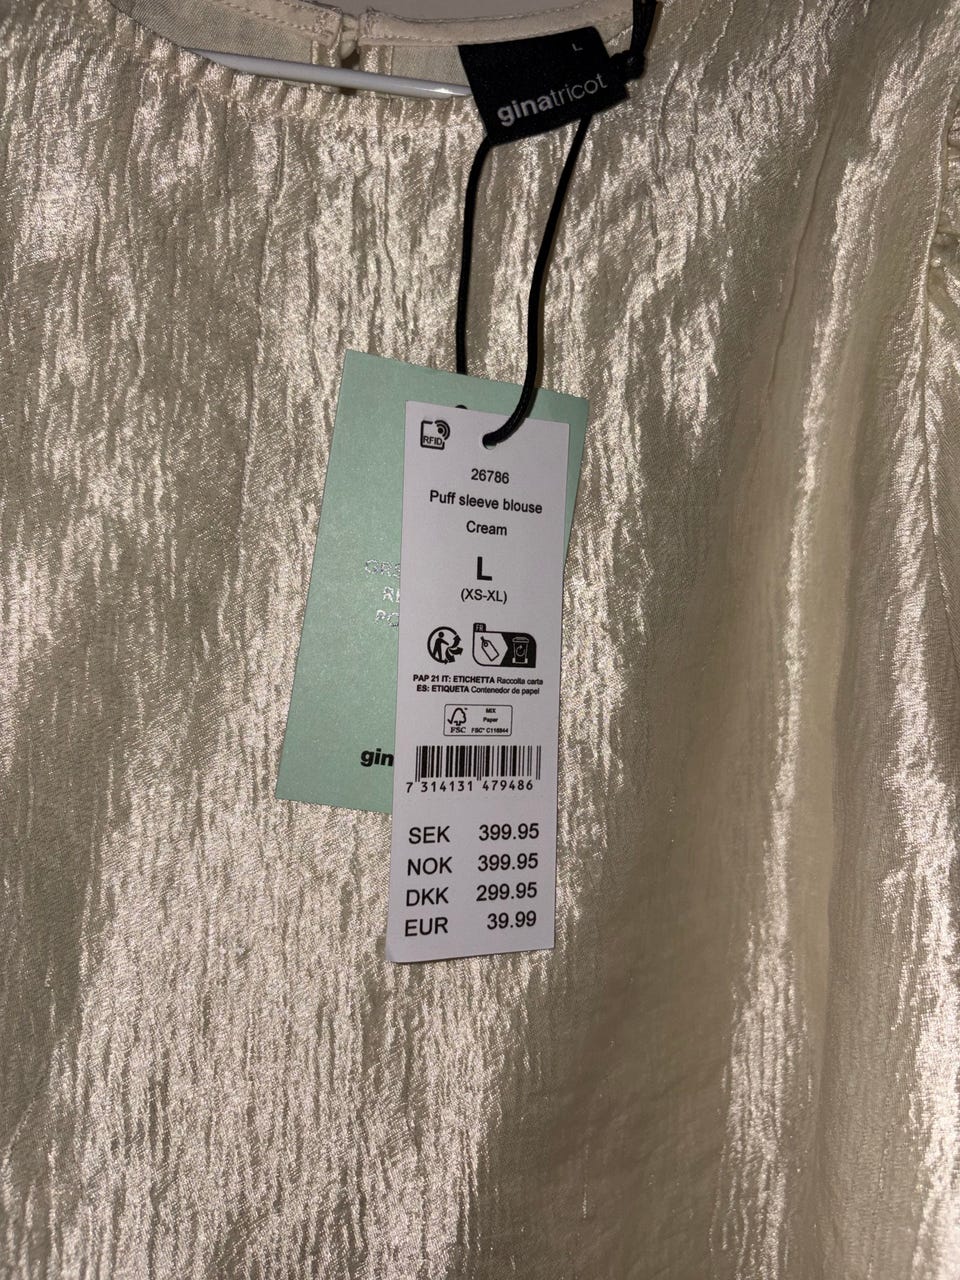 L
ginatricot
RFID
26786
Puff sleeve blouse
Cream
L
(XS-XL)
FR
PAP 21 IT: ETICHETTA Raccolta carta
ES: ETIQUETA Contenedor de papel
FSC
MIX
Paper
FSC® C116844
7 314131 479486
SEK 399.95
NOK 399.95
DKK 299.95
EUR 39.99